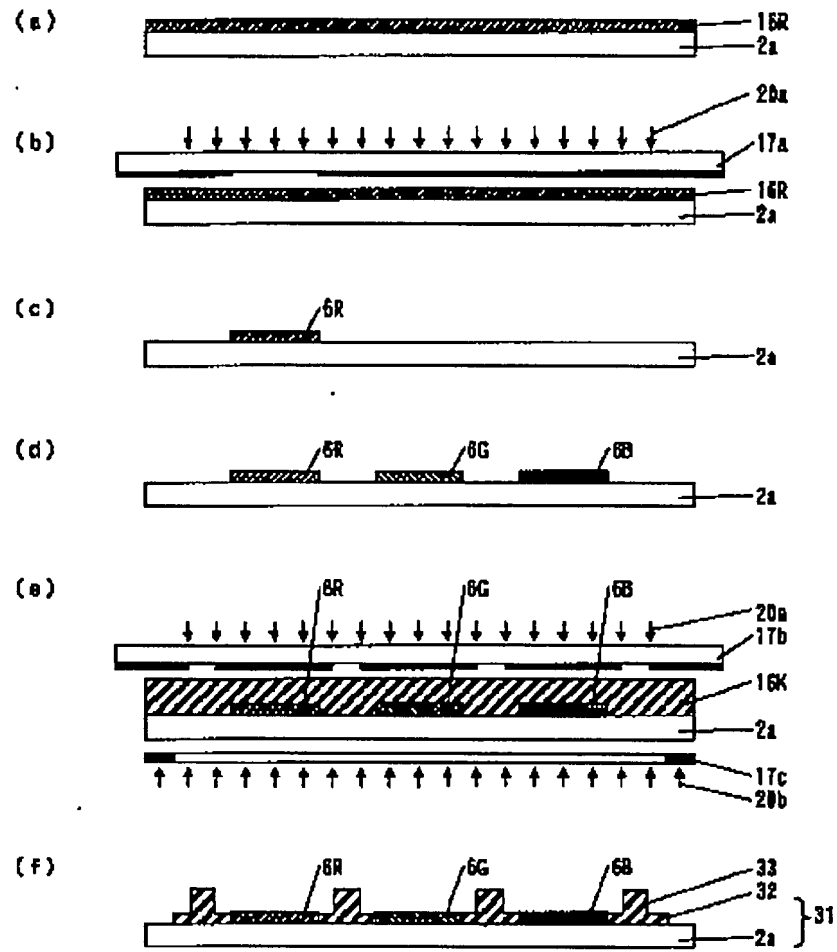 (a)
16R
2a
20a
(b)
17a
16R
2a
(c)
6R
2a
(d)
6R 6G 6B
2a
(e)
6R 6G 6B
20a
17b
16K
2a
17c
20b
(f)
6R 6G 6B
33
32
31
2a